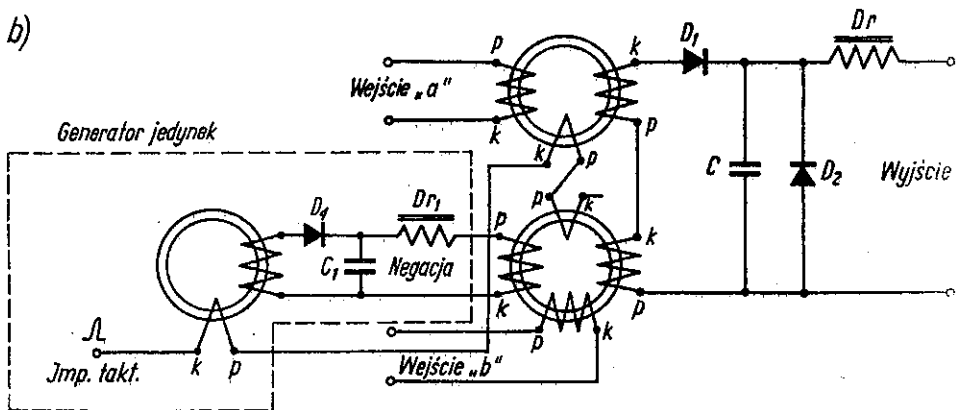 b)
D₁
Dr
p
k
Wejście „a"
k
p
k
p
Generator jedynek
C
D₂
Wyjście
p
k
D₄
Dr₁
p
k
C₁
Negacja
k
p
p
k
k
p
Jmp. takt.
Wejście „b"